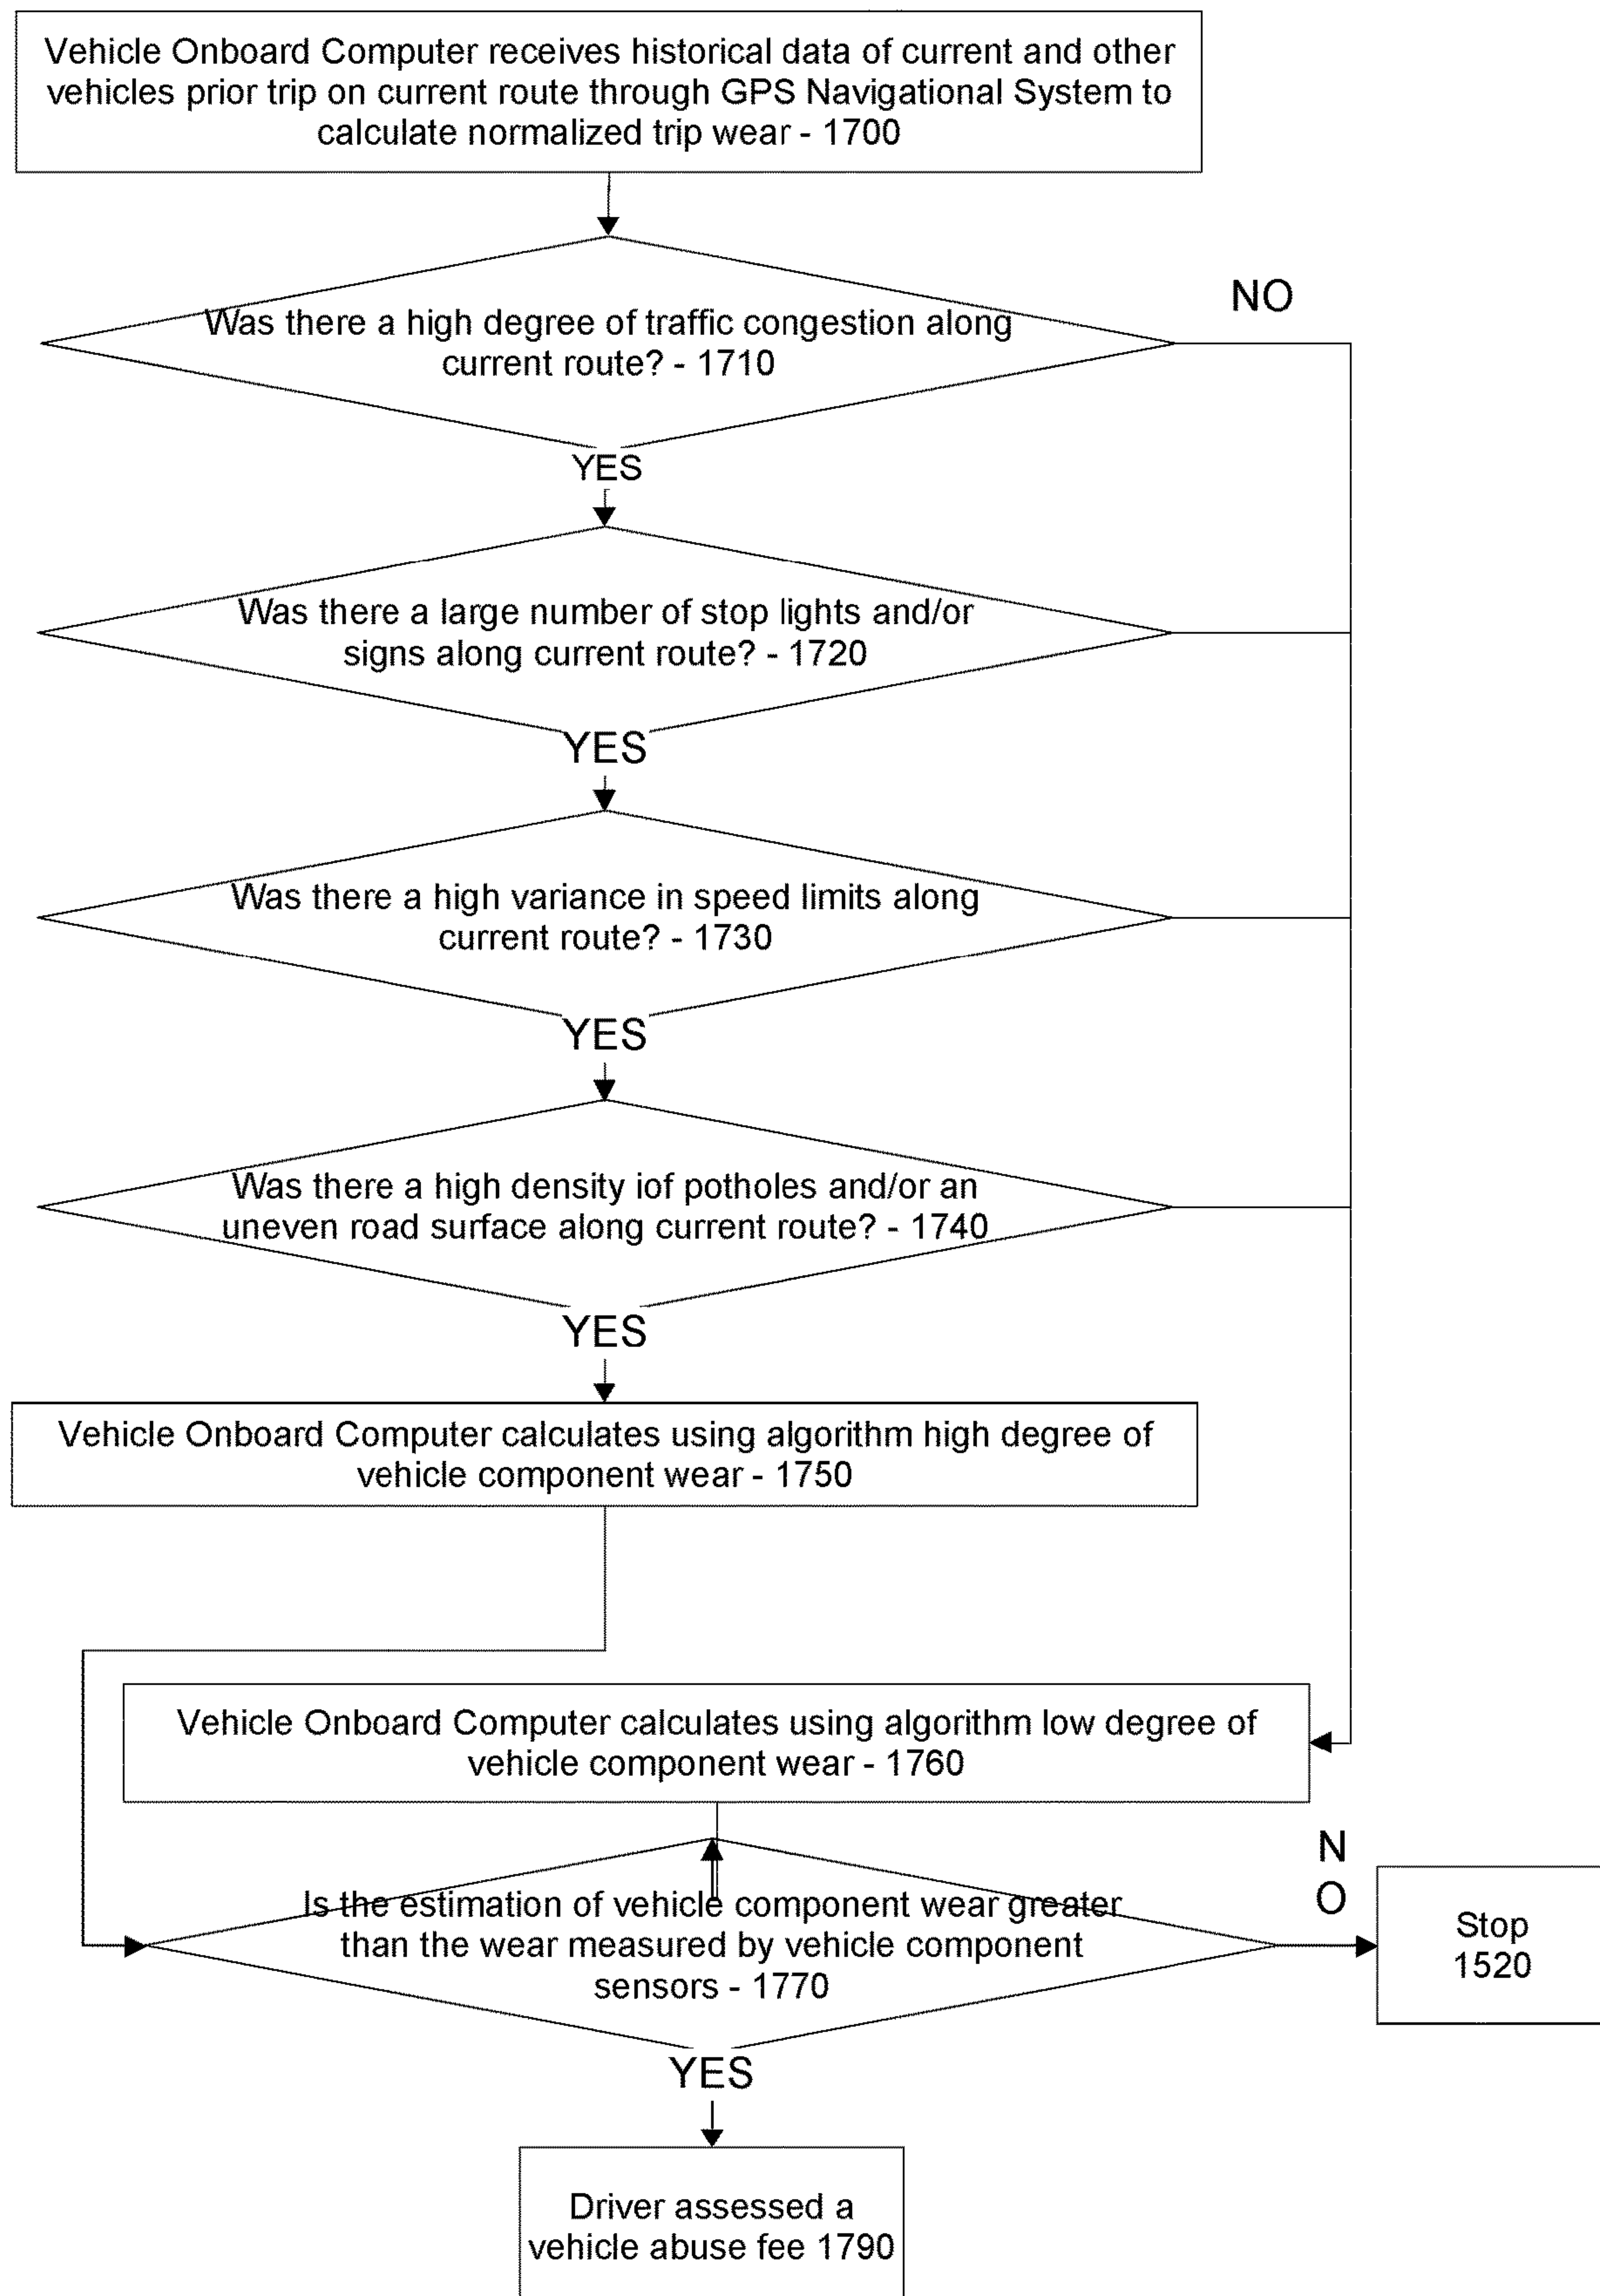 Vehicle Onboard Computer receives historical data of current and other
vehicles prior trip on current route through GPS Navigational System to
calculate normalized trip wear - 1700
NO
Was there a high degree of traffic congestion along
current route? - 1710
YES
Was there a large number of stop lights and/or
signs along current route? - 1720
YES
Was there a high variance in speed limits along
current route? - 1730
YES
Was there a high density iof potholes and/or an
uneven road surface along current route? - 1740
YES
Vehicle Onboard Computer calculates using algorithm high degree of
vehicle component wear - 1750
Vehicle Onboard Computer calculates using algorithm low degree of
vehicle component wear - 1760
Is the estimation of vehicle component wear greater
than the wear measured by vehicle component
sensors - 1770
N
O
Stop
1520
YES
Driver assessed a
vehicle abuse fee 1790